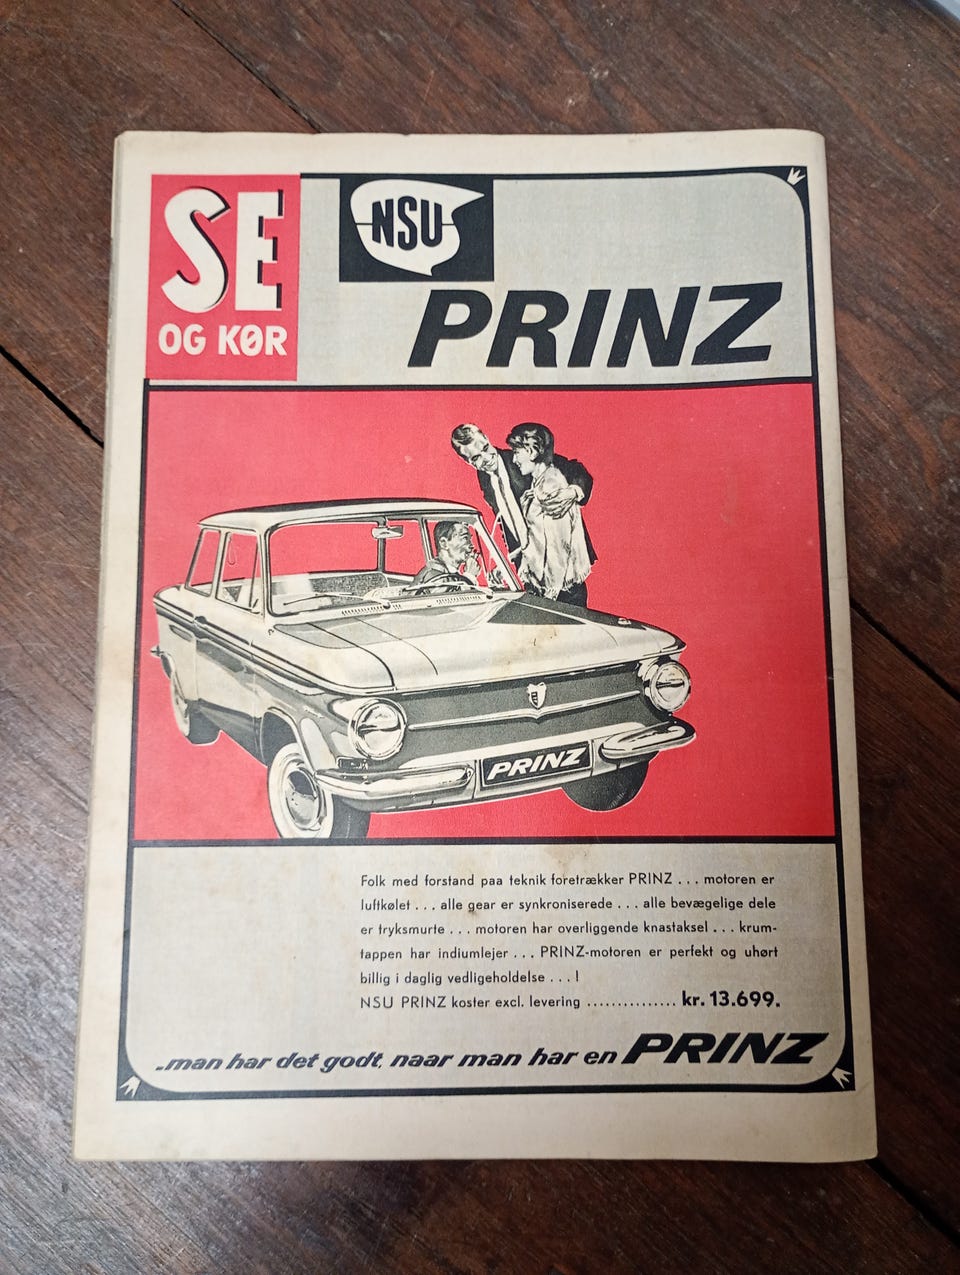 SE
OG KØR
NSU
PRINZ
PRINZ
Folk med forstand paa teknik foretrækker PRINZ . . . motoren er
luftkølet . . . alle gear er synkroniserede . . . alle bevægelige dele
er tryksmurte . . . motoren har overliggende knastaksel . . . krum-
tappen har indiumlejer . . . PRINZ-motoren er perfekt og uhørt
billig i daglig vedligeholdelse . . . !
NSU PRINZ koster excl. levering ............... kr. 13.699.
..man har det godt, naar man har en PRINZ